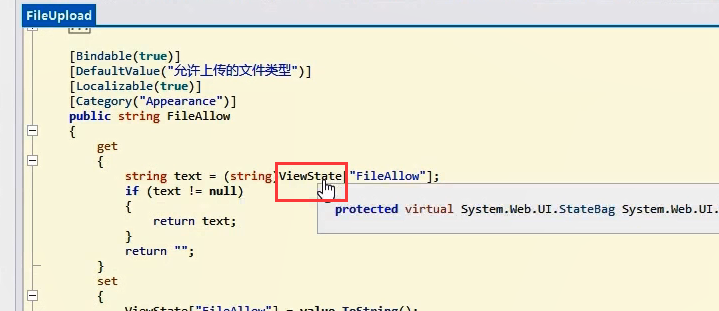 FileUpload
...
[Bindable(true)]
[DefaultValue("允许上传的文件类型")]
[Localizable(true)]
[Category("Appearance")]
public string FileAllow
{
get
{
string text = (string)ViewState["FileAllow"];
if (text != null)
{
return text;
}
return "";
}
set
{
protected virtual System.Web.UI.StateBag System.Web.UI.
ViewState["FileAllow"] = value.ToString();